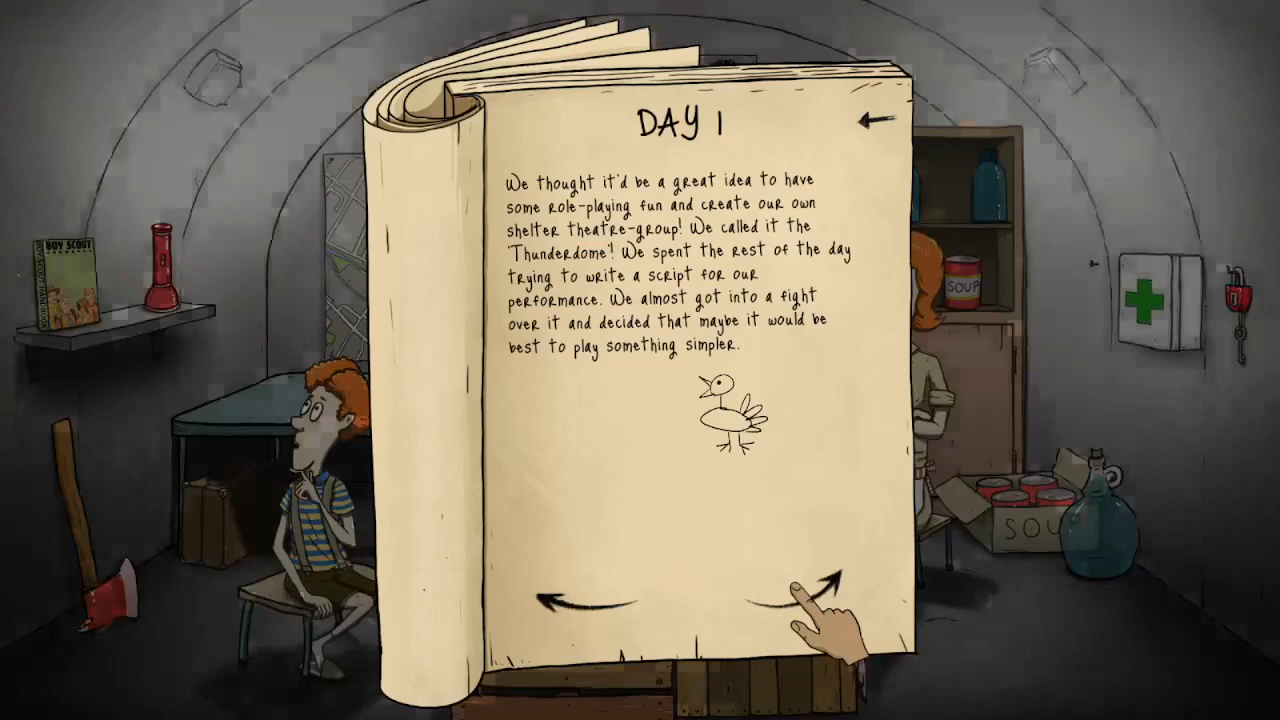 DAY 1
We thought it'd be a great idea to have
some role-playing fun and create our own
shelter theatre-group! We called it the
'Thunderdome'! We spent the rest of the day
trying to write a script for our
performance. We almost got into a fight
over it and decided that maybe it would be
best to play something simpler.
BOY SCOUT
BOY SCOUT HANDBOOK
SOUP
SOU